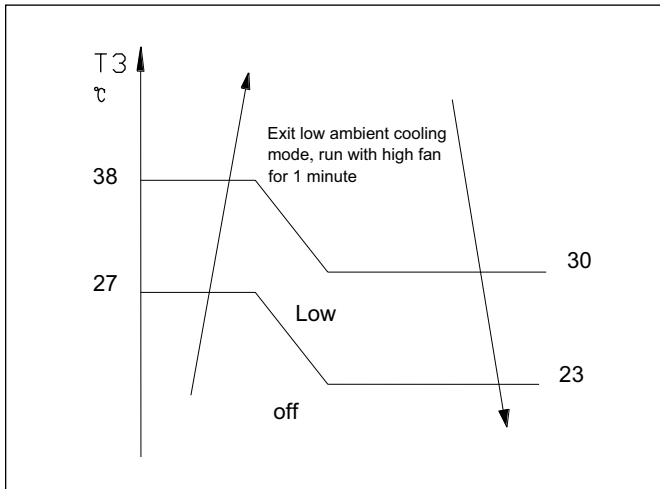 T3
℃
Exit low ambient cooling
mode, run with high fan
for 1 minute
38
30
27
Low
23
off